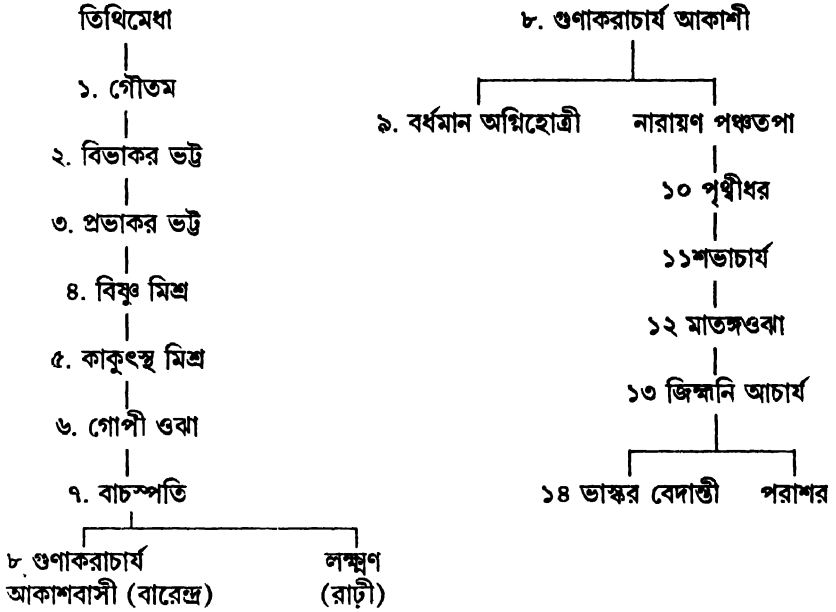 তিথিমেধা
১. গৌতম
২. বিভাকর ভট্ট
৩. প্রভাকর ভট্ট
৪. বিষ্ণু মিশ্র
৫. কাকুৎস্থ মিশ্র
৬. গোপী ওঝা
৭. বাচস্পতি
৮ গুণাকরাচার্য লক্ষ্মণ
আকাশবাসী (বারেন্দ্র) (রাঢ়ী)
৮. গুণাকরাচার্য আকাশী
৯. বর্ধমান অগ্নিহোত্রী নারায়ণ পঞ্চতপা
১০ পৃথ্বীধর
১১শভাচার্য
১২ মাতঙ্গওঝা
১৩ জিহ্মনি আচার্য
১৪ ভাস্কর বেদান্তী পরাশর